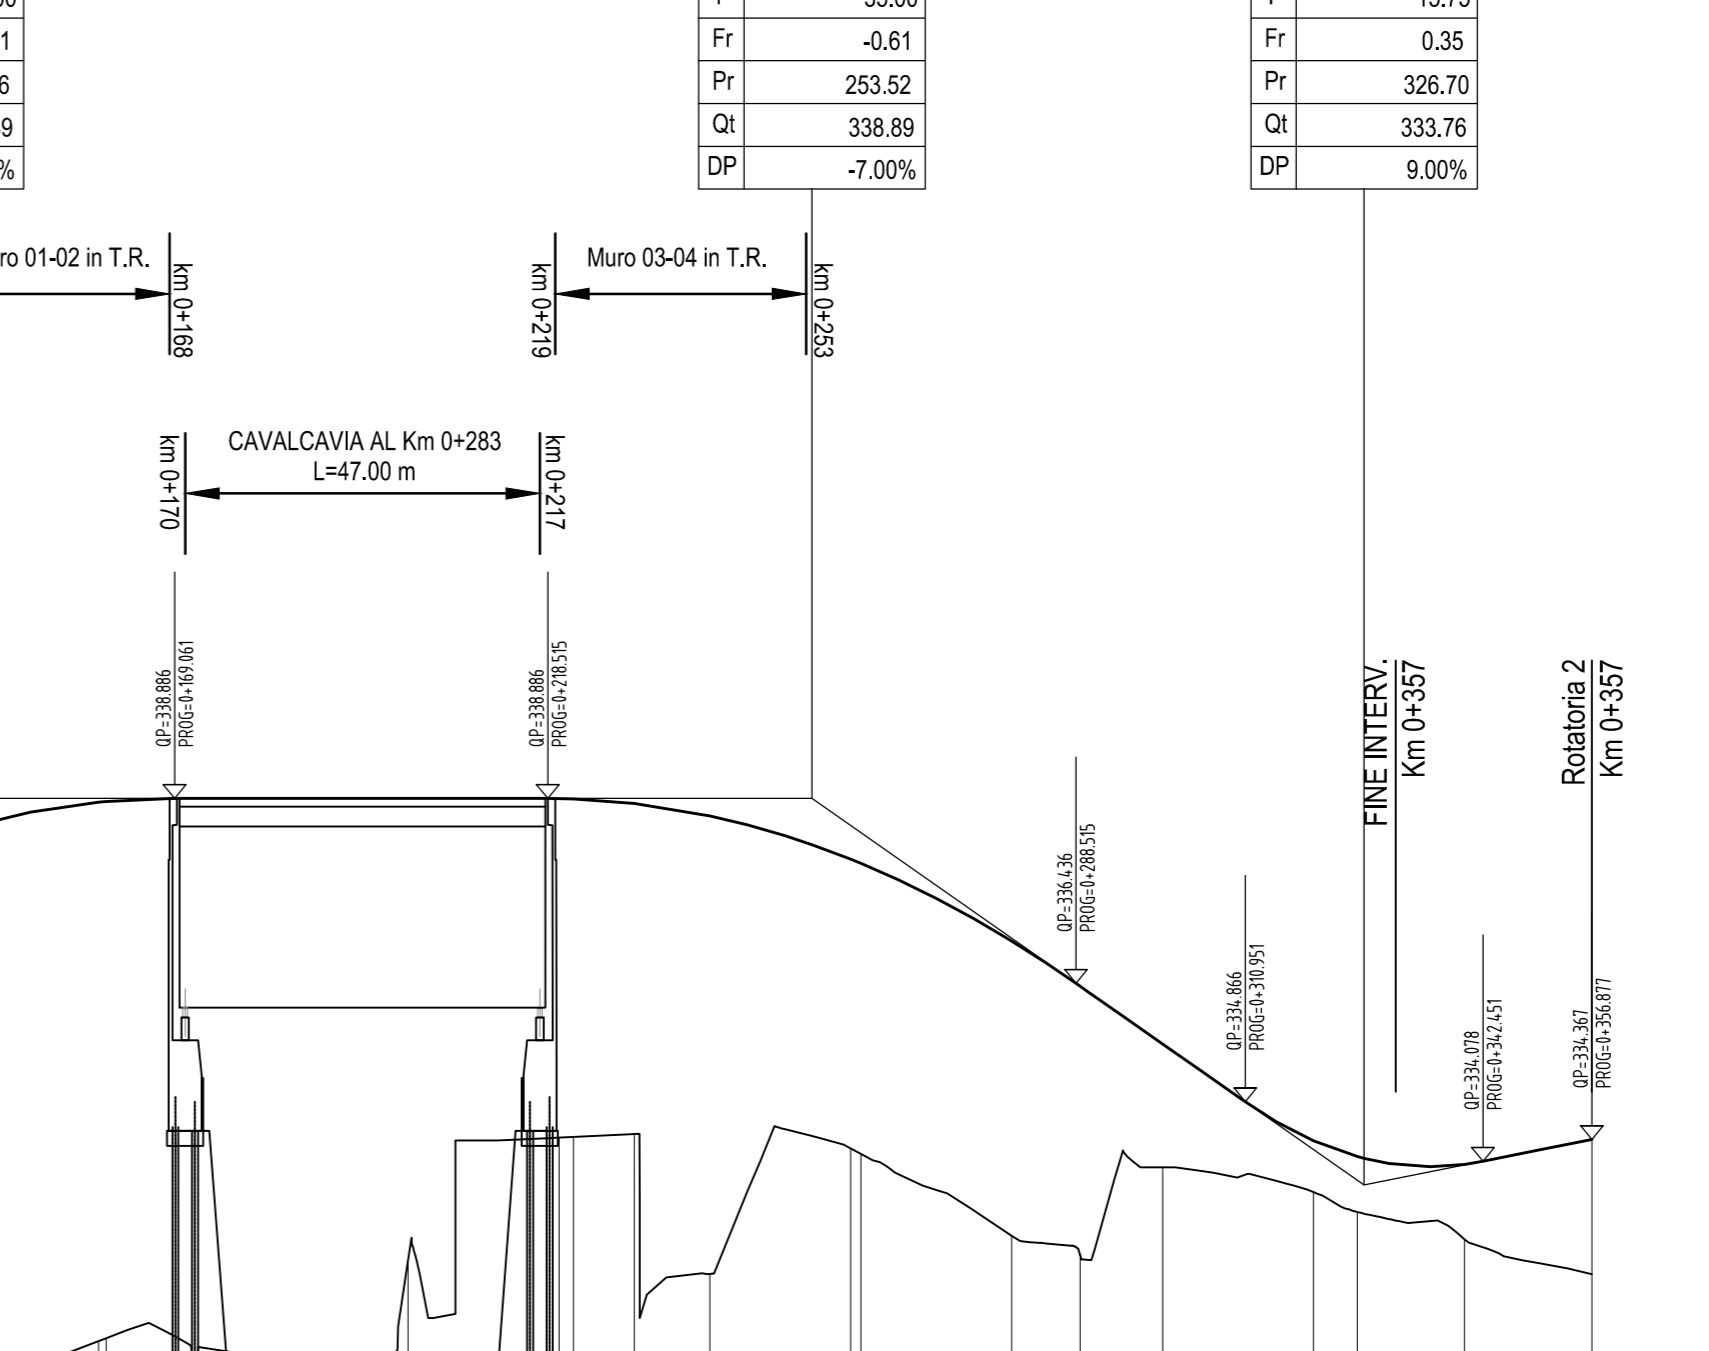 1
6
9
%
Fr -0.61
Pr 253.52
Qt 338.89
DP -7.00%
Fr 0.35
Pr 326.70
Qt 333.76
DP 9.00%
ro 01-02 in T.R.
km 0+168
km 0+219
Muro 03-04 in T.R.
km 0+253
km 0+170
CAVALCAVIA AL Km 0+283
L=47.00 m
km 0+217
QP=338.886
PROG=0+169.061
QP=338.886
PROG=0+218.515
QP=336.436
PROG=0+288.515
QP=334.866
PROG=0+310.951
FINE INTERV.
Km 0+357
QP=334.078
PROG=0+342.451
Rotatoria 2
Km 0+357
QP=334.367
PROG=0+356.877